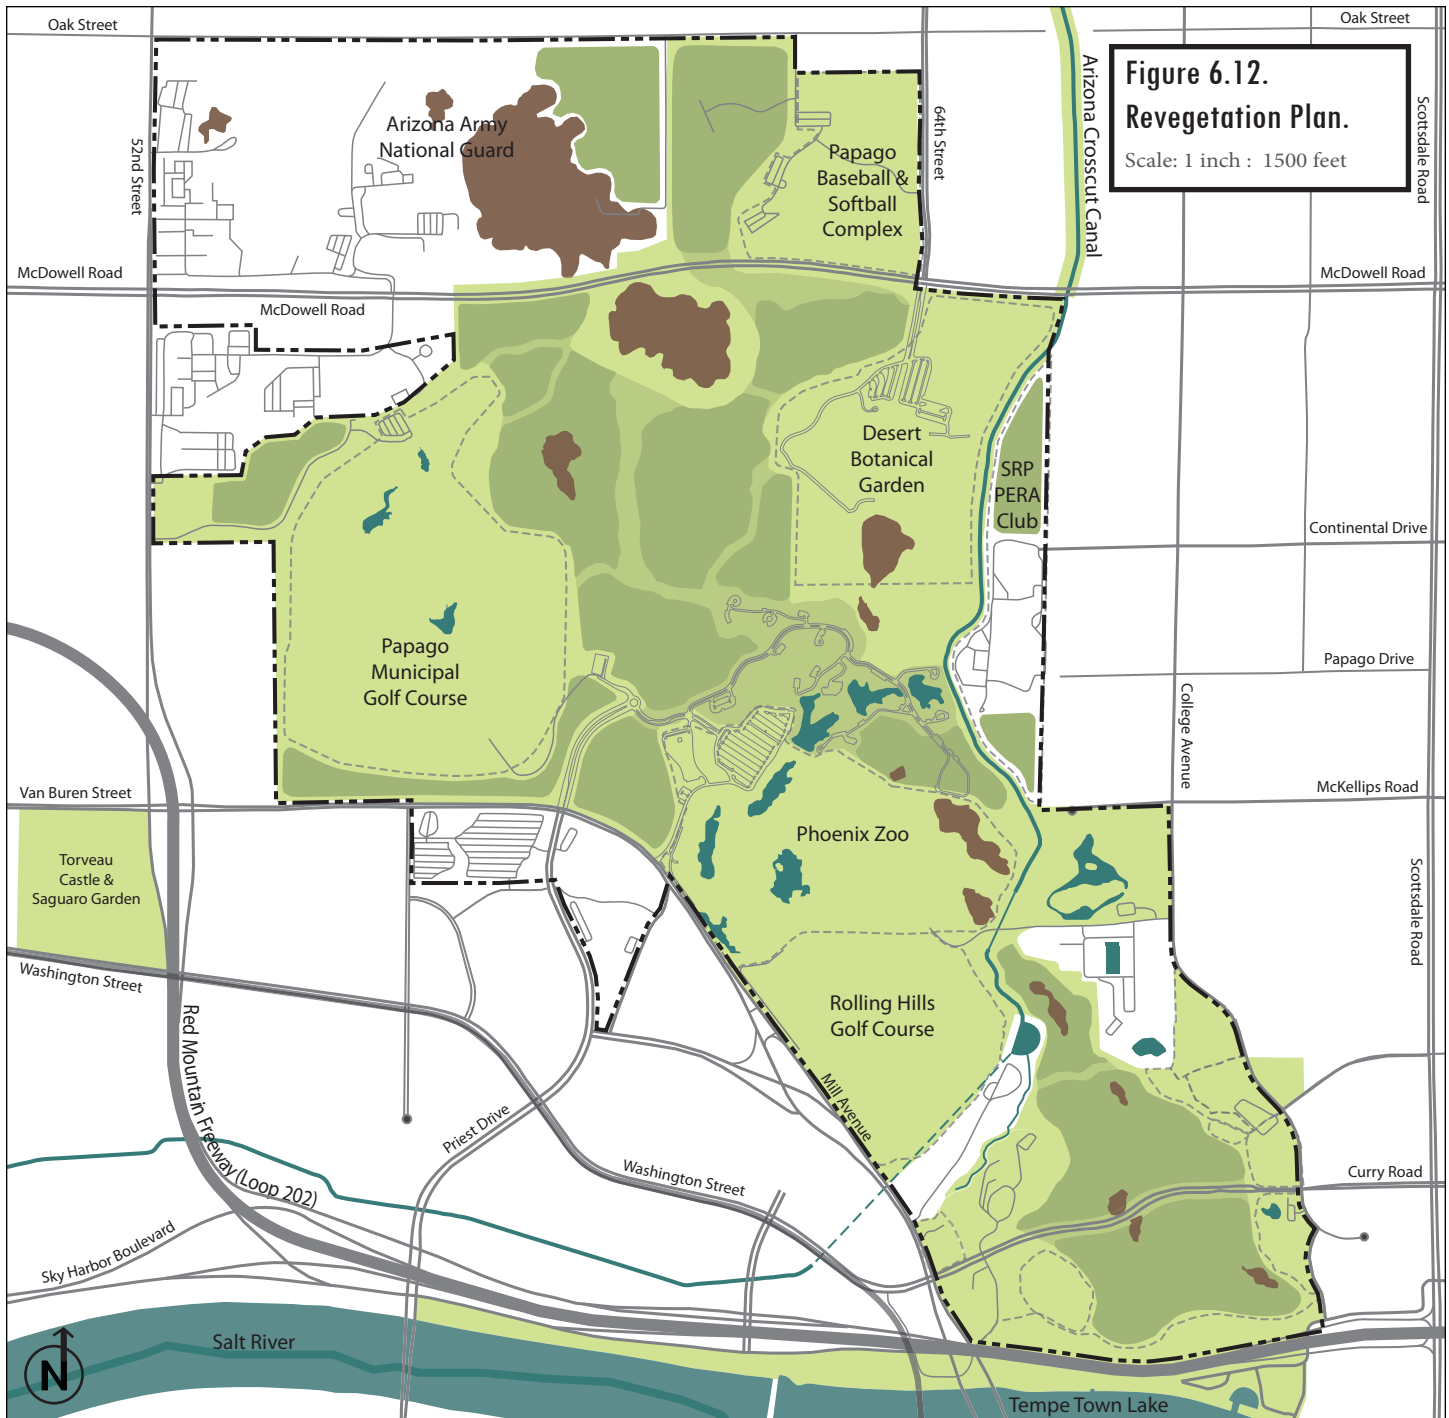 Oak Street
Oak Street
Figure 6.12.
Revegetation Plan.
Scale: 1 inch : 1500 feet
Arizona Crosscut Canal
Scottsdale Road
64th Street
52nd Street
Arizona Army
National Guard
Papago
Baseball &
Softball
Complex
McDowell Road
McDowell Road
McDowell Road
Desert
Botanical
Garden
SRP
PERA
Club
Continental Drive
Papago
Municipal
Golf Course
Papago Drive
College Avenue
Van Buren Street
McKellips Road
Phoenix Zoo
Torveau
Castle &
Saguaro Garden
Scottsdale Road
Washington Street
Rolling Hills
Golf Course
Red Mountain Freeway (Loop 202)
Mill Avenue
Priest Drive
Washington Street
Curry Road
Sky Harbor Boulevard
Salt River
N
Tempe Town Lake